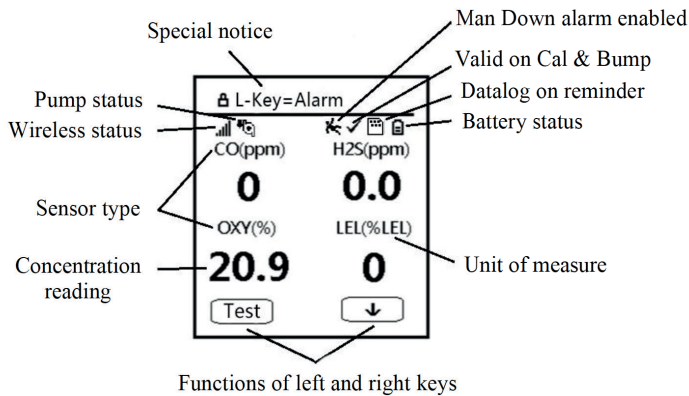 Man Down alarm enabled
Special notice
Valid on Cal & Bump
Datalog on reminder
Pump status
L-Key=Alarm
Battery status
Wireless status
CO(ppm) H2S(ppm)
0 0.0
Sensor type
OXY(%) LEL(%LEL)
Concentration
reading
20.9 0
Unit of measure
Test
Functions of left and right keys